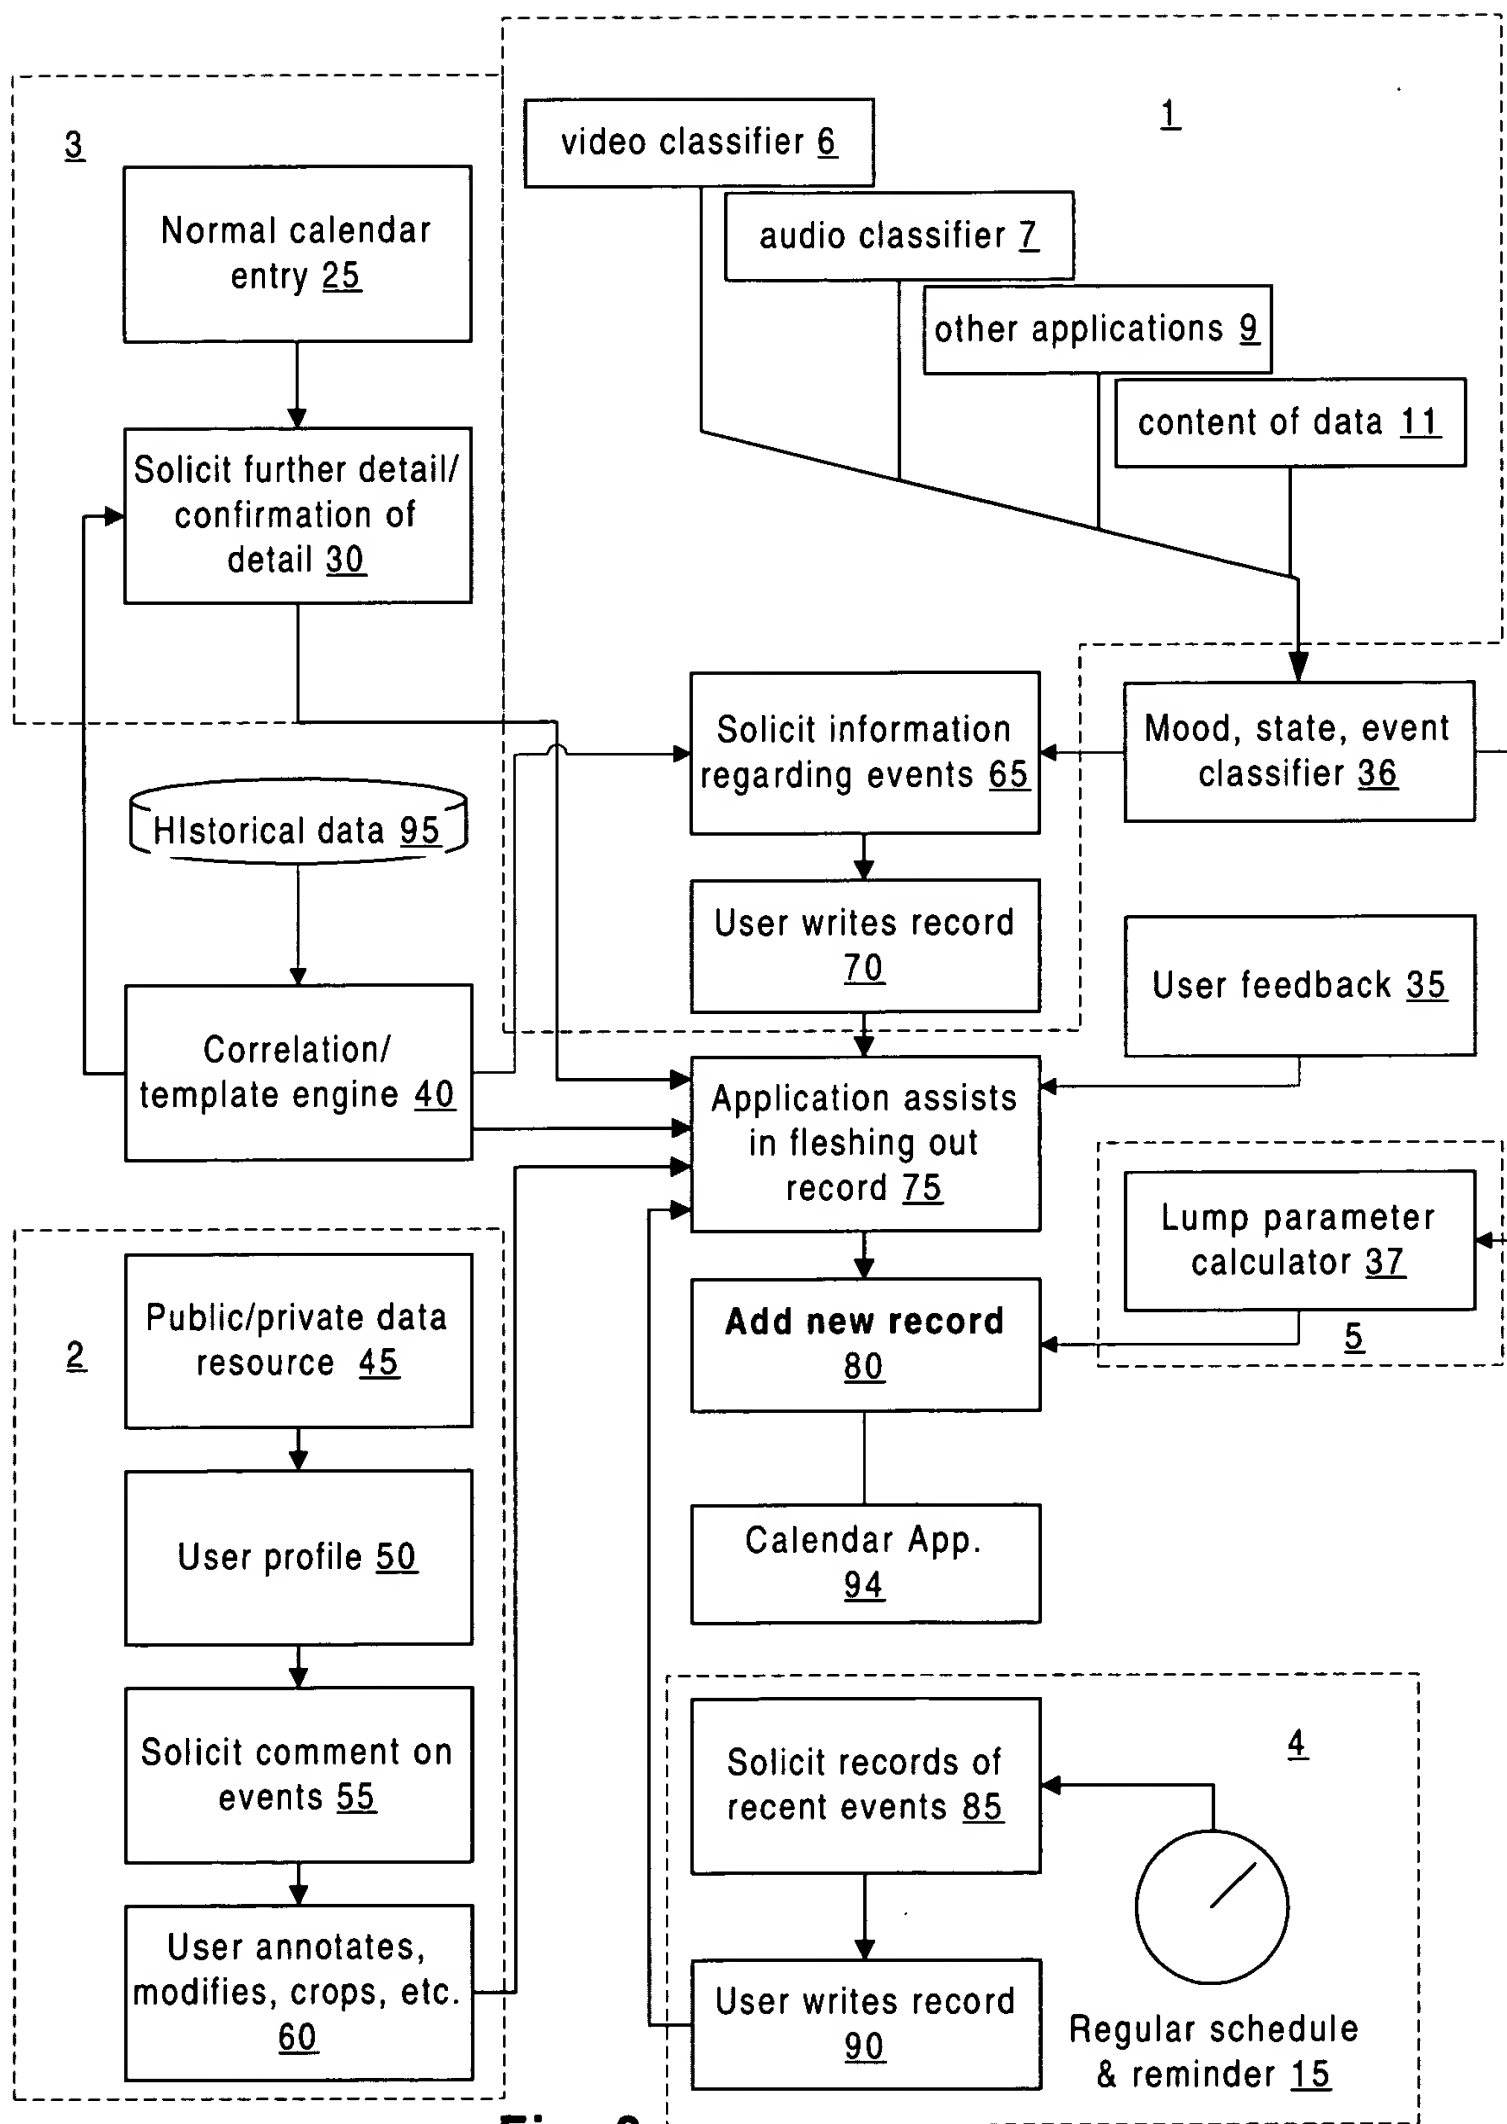 3
Normal calendar
entry 25
Solicit further detail/
confirmation of
detail 30
HIstorical data 95
Correlation/
template engine 40
2
Public/private data
resource 45
User profile 50
Solicit comment on
events 55
User annotates,
modifies, crops, etc.
60
1
video classifier 6
audio classifier 7
other applications 9
content of data 11
Mood, state, event
classifier 36
Solicit information
regarding events 65
User writes record
70
User feedback 35
Application assists
in fleshing out
record 75
Lump parameter
calculator 37
5
Add new record
80
Calendar App.
94
4
Solicit records of
recent events 85
User writes record
90
Regular schedule
& reminder 15